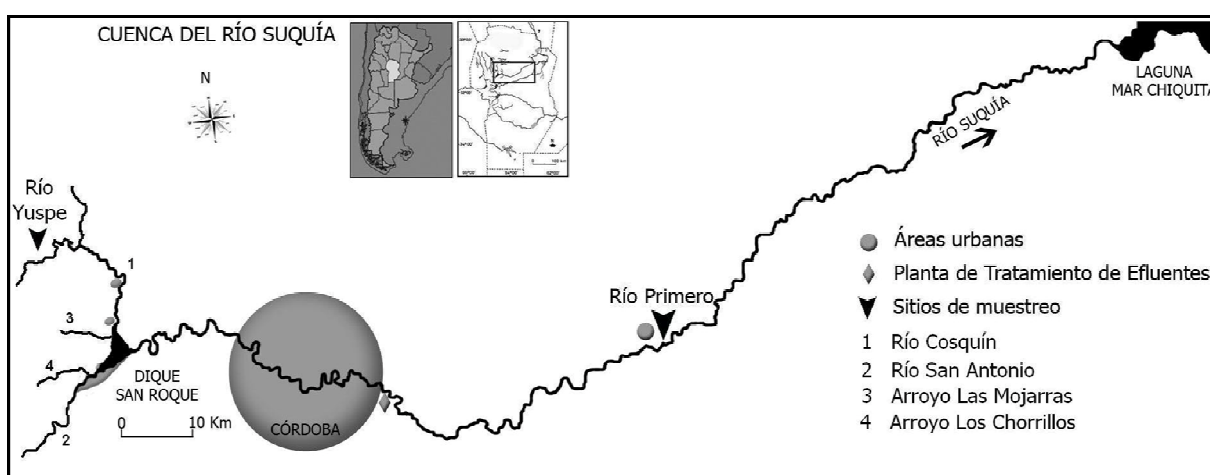 CUENCA DEL RÍO SUQUÍA
N
100 Km
LAGUNA
MAR CHIQUITA
RÍO SUQUÍA
Río
Yuspe
1
3
4
2
DIQUE
SAN ROQUE
0 10 Km
CÓRDOBA
Río Primero
Áreas urbanas
Planta de Tratamiento de Efluentes
Sitios de muestreo
1 Río Cosquín
2 Río San Antonio
3 Arroyo Las Mojarras
4 Arroyo Los Chorrillos